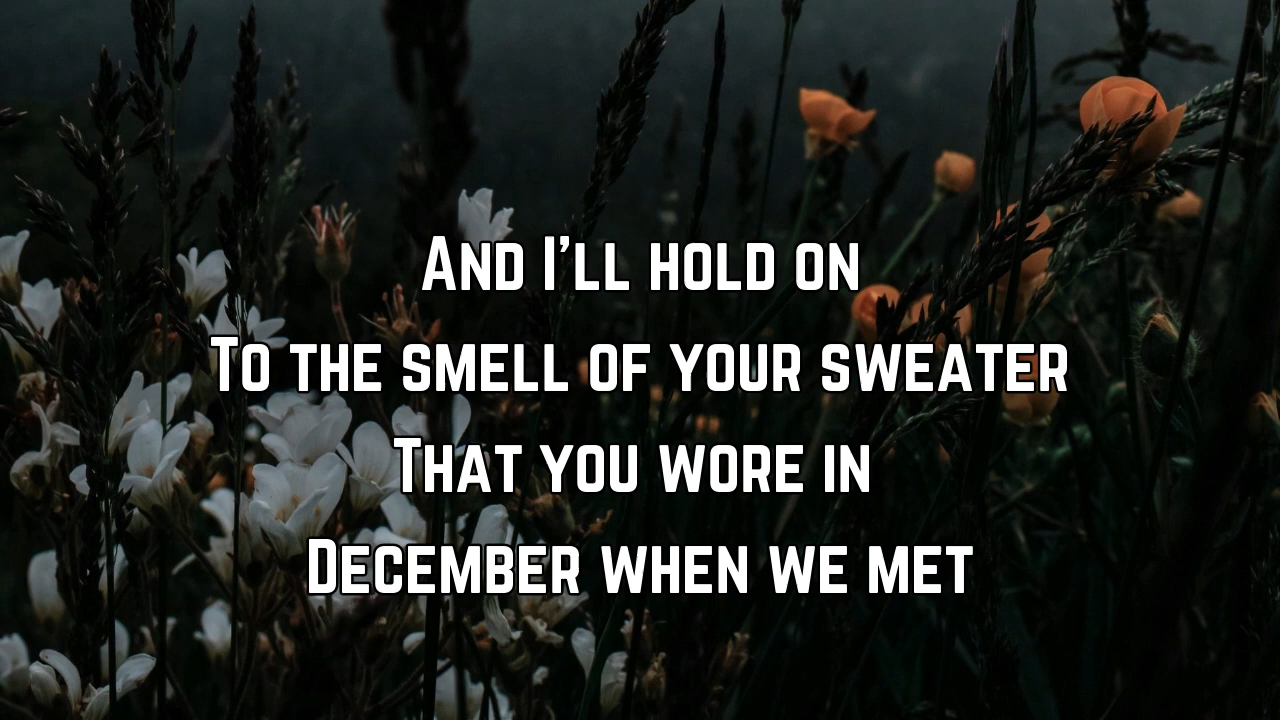 And I'll hold on
To the smell of your sweater
That you wore in
December when we met